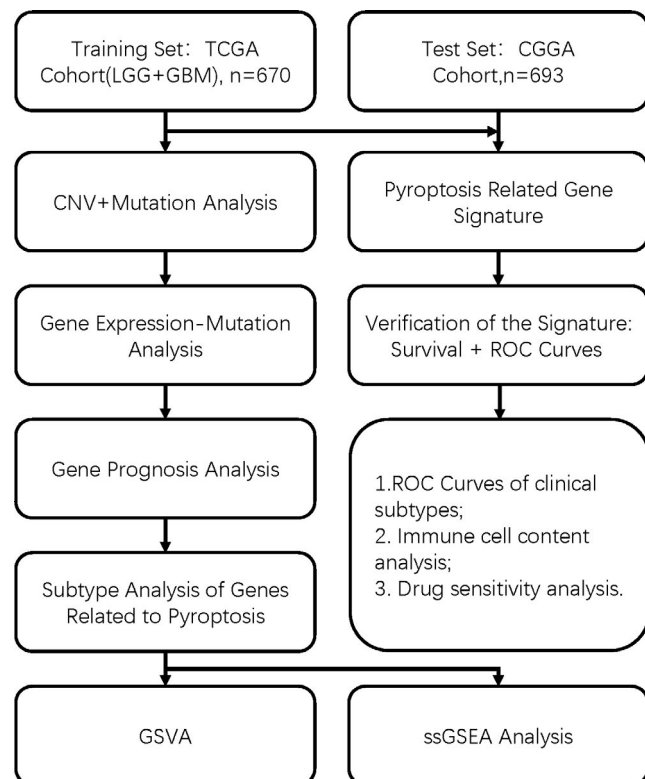 Training Set: TCGA
Cohort(LGG+GBM), n=670
Test Set: CGGA
Cohort,n=693
CNV+Mutation Analysis
Pyroptosis Related Gene
Signature
Gene Expression-Mutation
Analysis
Verification of the Signature:
Survival + ROC Curves
Gene Prognosis Analysis
1.ROC Curves of clinical
subtypes;
2. Immune cell content
analysis;
3. Drug sensitivity analysis.
Subtype Analysis of Genes
Related to Pyroptosis
GSVA
ssGSEA Analysis